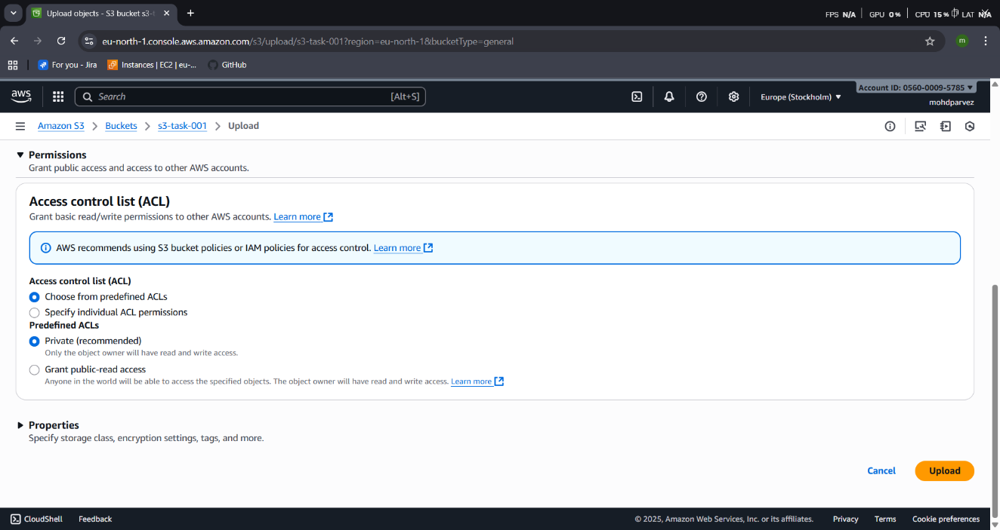 Upload objects - S3 bucket s3-t
FPS N/A GPU 0% CPU 15% LAT N/A
eu-north-1.console.aws.amazon.com/s3/upload/s3-task-001?region=eu-north-1&bucketType=general
m
For you - Jira Instances | EC2 | eu-... GitHub
aws Search [Alt+S] Europe (Stockholm) Account ID: 0560-0009-5785
mohdparvez
Amazon S3 Buckets s3-task-001 Upload
Permissions
Grant public access and access to other AWS accounts.
Access control list (ACL)
Grant basic read/write permissions to other AWS accounts. Learn more
AWS recommends using S3 bucket policies or IAM policies for access control. Learn more
Access control list (ACL)
Choose from predefined ACLs
Specify individual ACL permissions
Predefined ACLs
Private (recommended)
Only the object owner will have read and write access.
Grant public-read access
Anyone in the world will be able to access the specified objects. The object owner will have read and write access. Learn more
Properties
Specify storage class, encryption settings, tags, and more.
Cancel Upload
CloudShell Feedback © 2025, Amazon Web Services, Inc. or its affiliates. Privacy Terms Cookie preferences